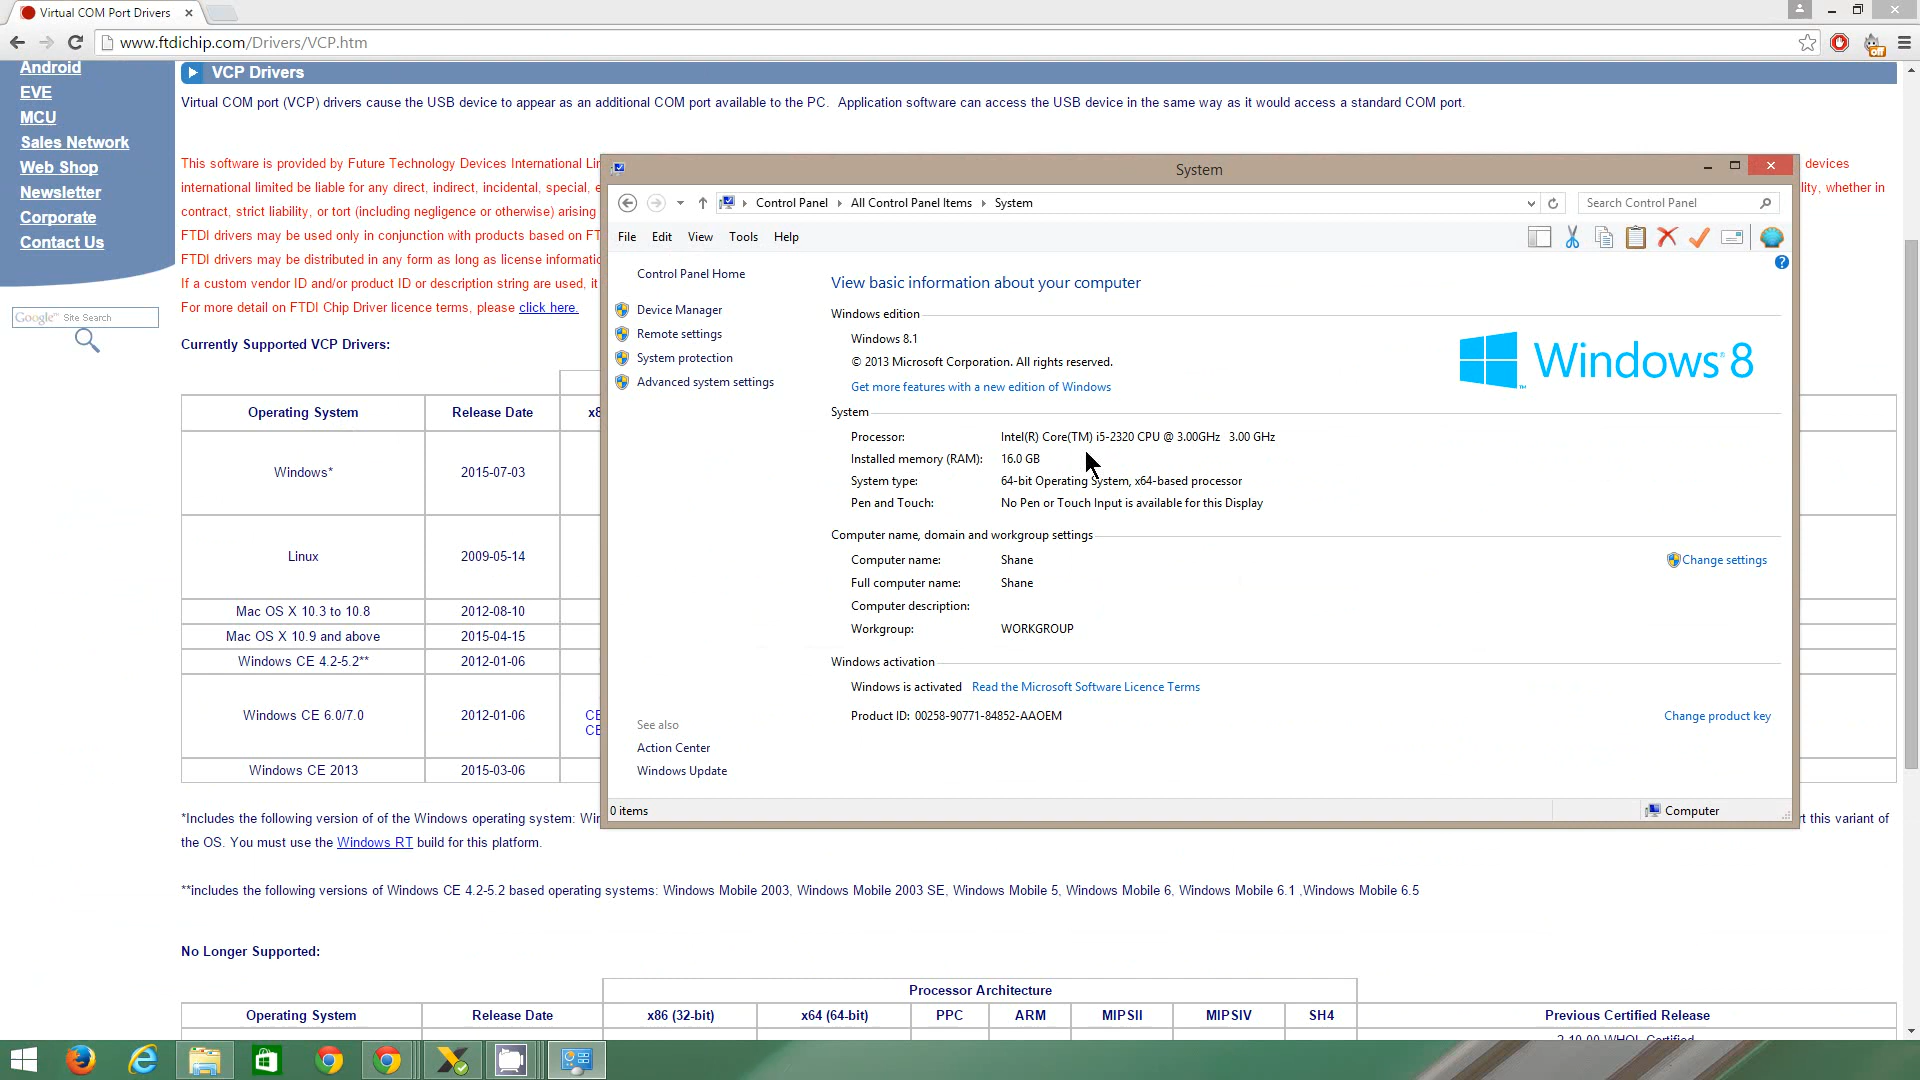 Virtual COM Port Drivers
www.ftdichip.com/Drivers/VCP.htm
Android
EVE
MCU
Sales Network
Web Shop
Newsletter
Corporate
Contact Us
Google™ Site Search
VCP Drivers
Virtual COM port (VCP) drivers cause the USB device to appear as an additional COM port available to the PC. Application software can access the USB device in the same way as it would access a standard COM port.
This software is provided by Future Technology Devices International Lin devices
international limited be liable for any direct, indirect, incidental, special, e lity, whether in
contract, strict liability, or tort (including negligence or otherwise) arising
FTDI drivers may be used only in conjunction with products based on FT
FTDI drivers may be distributed in any form as long as license informatio
If a custom vendor ID and/or product ID or description string are used, it
For more detail on FTDI Chip Driver licence terms, please click here.
Currently Supported VCP Drivers:
Operating System Release Date x8
Windows* 2015-07-03
Linux 2009-05-14
Mac OS X 10.3 to 10.8 2012-08-10
Mac OS X 10.9 and above 2015-04-15
Windows CE 4.2-5.2** 2012-01-06
Windows CE 6.0/7.0 2012-01-06 CE
CE
Windows CE 2013 2015-03-06
System
Control Panel All Control Panel Items System
Search Control Panel
File Edit View Tools Help
Control Panel Home
Device Manager
Remote settings
System protection
Advanced system settings
See also
Action Center
Windows Update
View basic information about your computer
Windows edition
Windows 8.1
© 2013 Microsoft Corporation. All rights reserved.
Get more features with a new edition of Windows
Windows 8
System
Processor: Intel(R) Core(TM) i5-2320 CPU @ 3.00GHz 3.00 GHz
Installed memory (RAM): 16.0 GB
System type: 64-bit Operating System, x64-based processor
Pen and Touch: No Pen or Touch Input is available for this Display
Computer name, domain and workgroup settings
Computer name: Shane
Change settings
Full computer name: Shane
Computer description:
Workgroup: WORKGROUP
Windows activation
Windows is activated Read the Microsoft Software Licence Terms
Product ID: 00258-90771-84852-AAOEM
Change product key
0 items
Computer
*Includes the following version of of the Windows operating system: Win rt this variant of
the OS. You must use the Windows RT build for this platform.
**includes the following versions of Windows CE 4.2-5.2 based operating systems: Windows Mobile 2003, Windows Mobile 2003 SE, Windows Mobile 5, Windows Mobile 6, Windows Mobile 6.1 ,Windows Mobile 6.5
No Longer Supported:
Processor Architecture
Operating System Release Date x86 (32-bit) x64 (64-bit) PPC ARM MIPSII MIPSIV SH4 Previous Certified Release